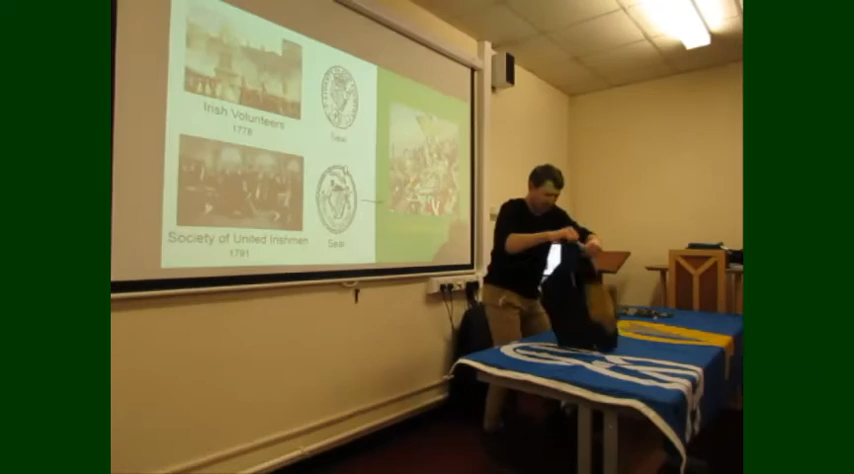 Irish Volunteers
1778
Seal
Society of United Irishmen
1791
Seal